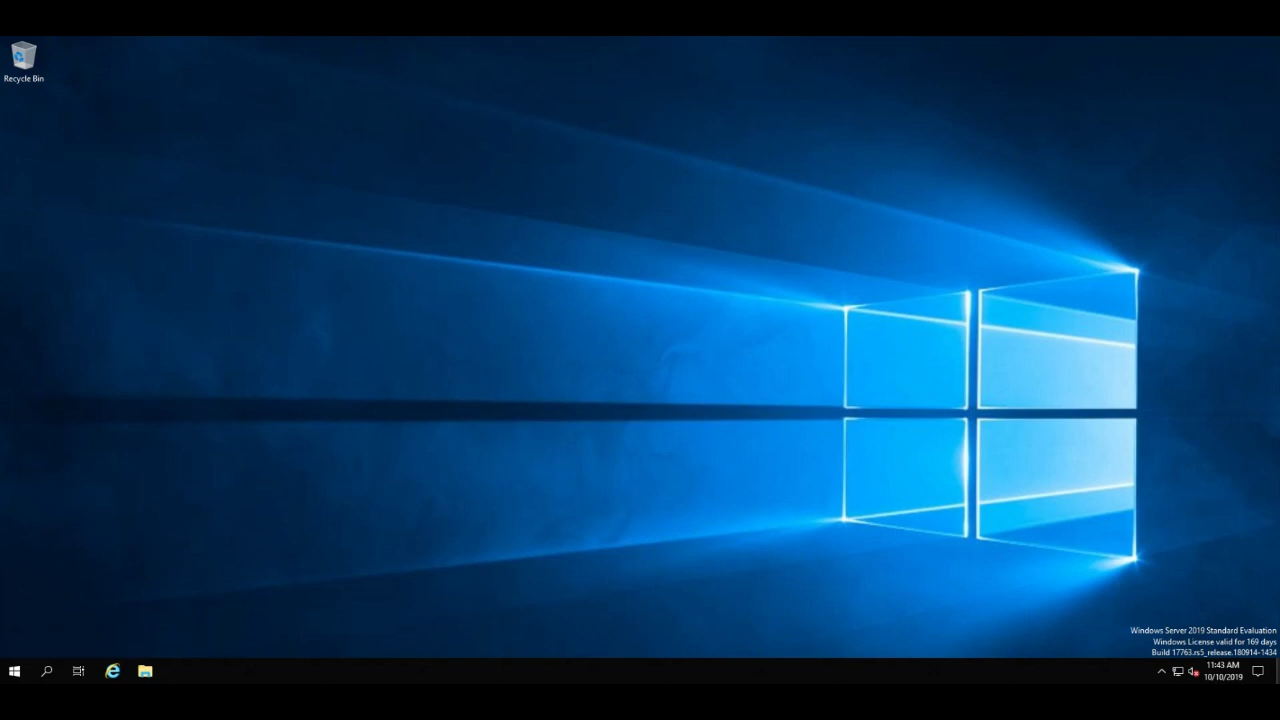 Recycle Bin
Windows Server 2019 Standard Evaluation
Windows License valid for 169 days
Build 17763.rs5_release.180914-1434
11:43 AM
10/10/2019